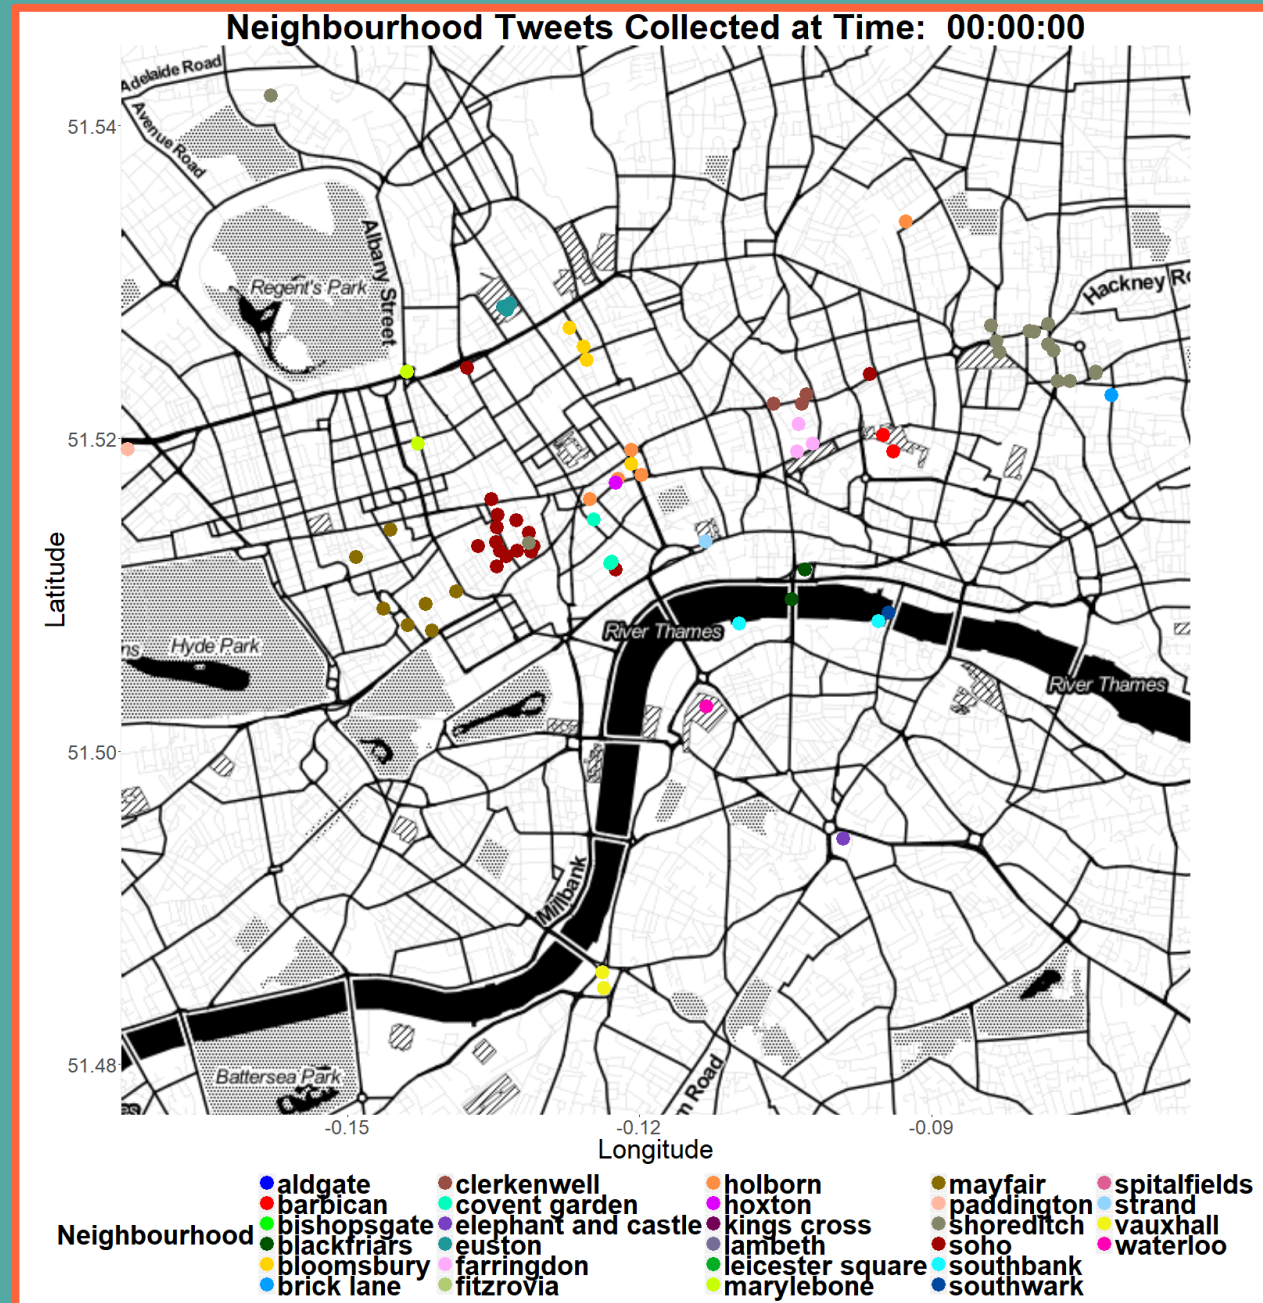 Neighbourhood Tweets Collected at Time: 00:00:00
Adelaide Road
Avenue Road
51.54
Albany Street
Regent's Park
Hackney Ro
51.52
Latitude
ns
Hyde Park
River Thames
River Thames
51.50
Millbank
51.48
Battersea Park
m Road
-0.15
-0.12
-0.09
Longitude
Neighbourhood
aldgate
barbican
bishopsgate
blackfriars
bloomsbury
brick lane
clerkenwell
covent garden
elephant and castle
euston
farringdon
fitzrovia
holborn
hoxton
kings cross
lambeth
leicester square
marylebone
mayfair
paddington
shoreditch
soho
southbank
southwark
spitalfields
strand
vauxhall
waterloo